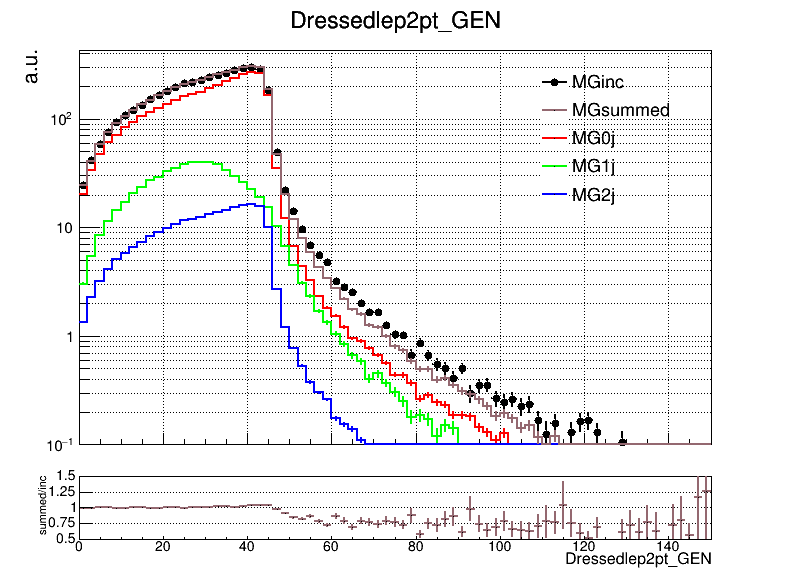 Dressedlep2pt_GEN
a.u.
MGinc
MGsummed
MG0j
MG1j
MG2j
10²
10
1
10⁻¹
summed/inc
1.5
1.25
1
0.75
0.5
0 20 40 60 80 100 120 140
Dressedlep2pt_GEN